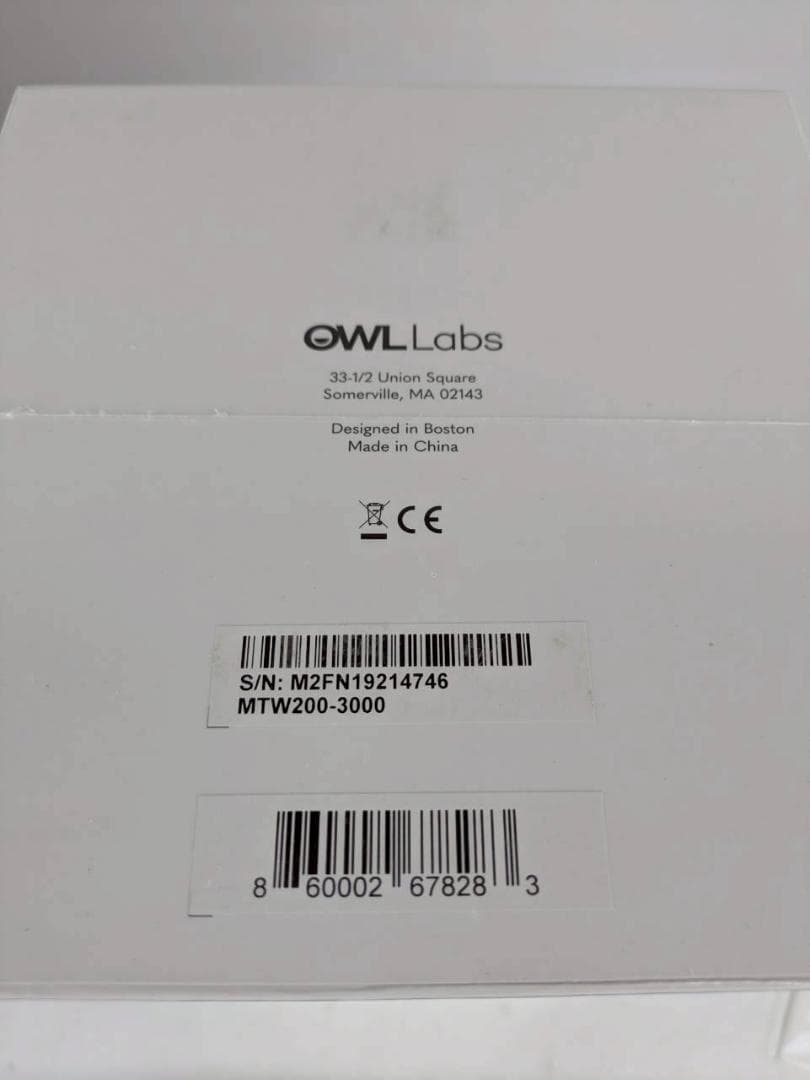 OWL Labs
33-1/2 Union Square
Somerville, MA 02143
Designed in Boston
Made in China
CE
S/N: M2FN19214746
MTW200-3000
8 60002 67828 3